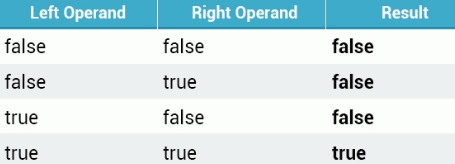 Left Operand Right Operand Result
false false false
false true false
true false false
true true true